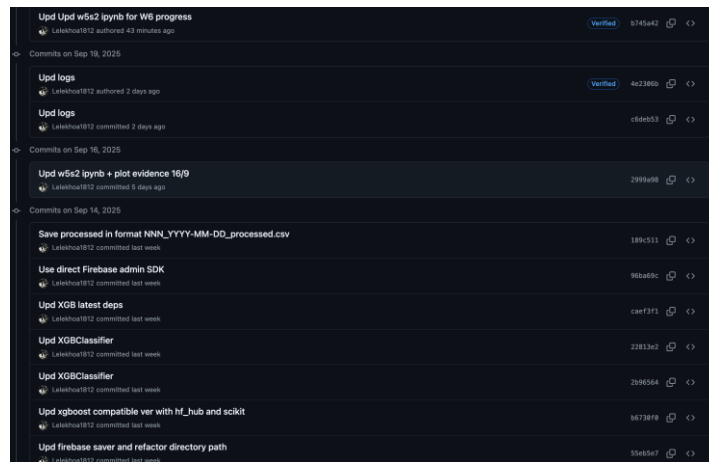 Upd Upd w5s2 ipynb for W6 progress
Lelekhoa1812 authored 43 minutes ago
Verified b745a42
Commits on Sep 19, 2025
Upd logs
Lelekhoa1812 authored 2 days ago
Verified 4e2306b
Upd logs
Lelekhoa1812 committed 2 days ago
c6deb53
Commits on Sep 16, 2025
Upd w5s2 ipynb + plot evidence 16/9
Lelekhoa1812 committed 5 days ago
2999a98
Commits on Sep 14, 2025
Save processed in format NNN_YYYY-MM-DD_processed.csv
Lelekhoa1812 committed last week
189c511
Use direct Firebase admin SDK
Lelekhoa1812 committed last week
96ba69c
Upd XGB latest deps
Lelekhoa1812 committed last week
caef3f1
Upd XGBClassifier
Lelekhoa1812 committed last week
22813e2
Upd XGBClassifier
Lelekhoa1812 committed last week
2b96564
Upd xgboost compatible ver with hf_hub and scikit
Lelekhoa1812 committed last week
b6730f0
Upd firebase saver and refactor directory path
Lelekhoa1812 committed last week
55eb5e7